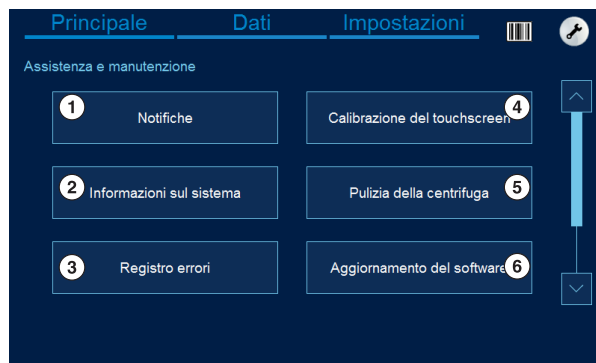 Principale Dati Impostazioni
Assistenza e manutenzione
1 Notifiche
Calibrazione del touchscreen 4
2 Informazioni sul sistema
Pulizia della centrifuga 5
3 Registro errori
Aggiornamento del software 6